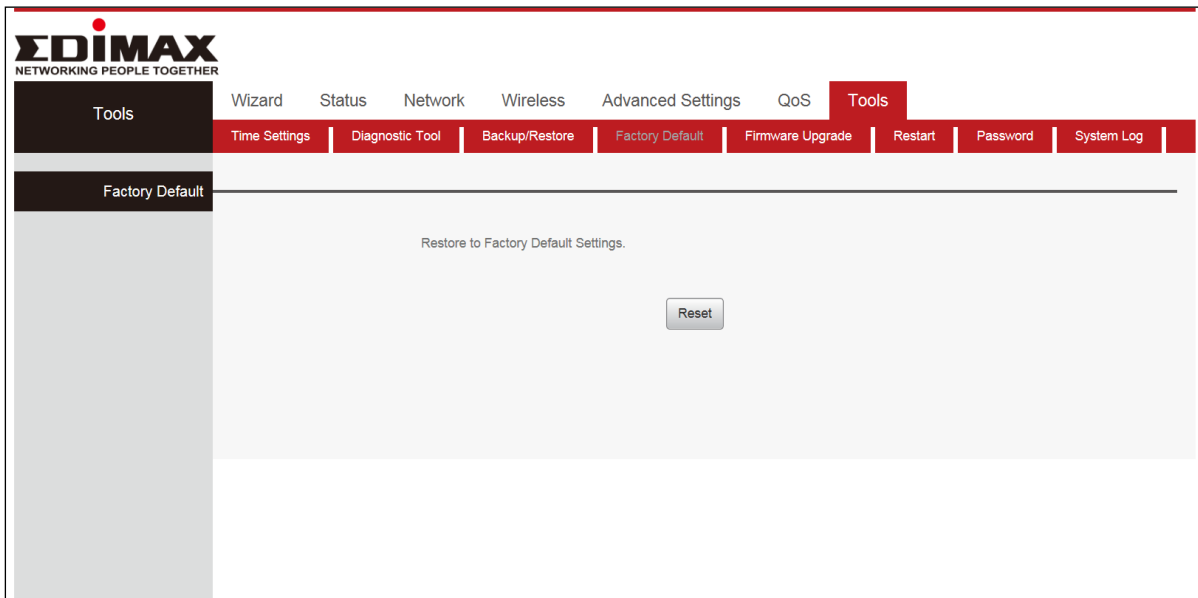 EDIMAX
NETWORKING PEOPLE TOGETHER
Tools
Wizard Status Network Wireless Advanced Settings QoS Tools
Time Settings Diagnostic Tool Backup/Restore Factory Default Firmware Upgrade Restart Password System Log
Factory Default
Restore to Factory Default Settings.
Reset